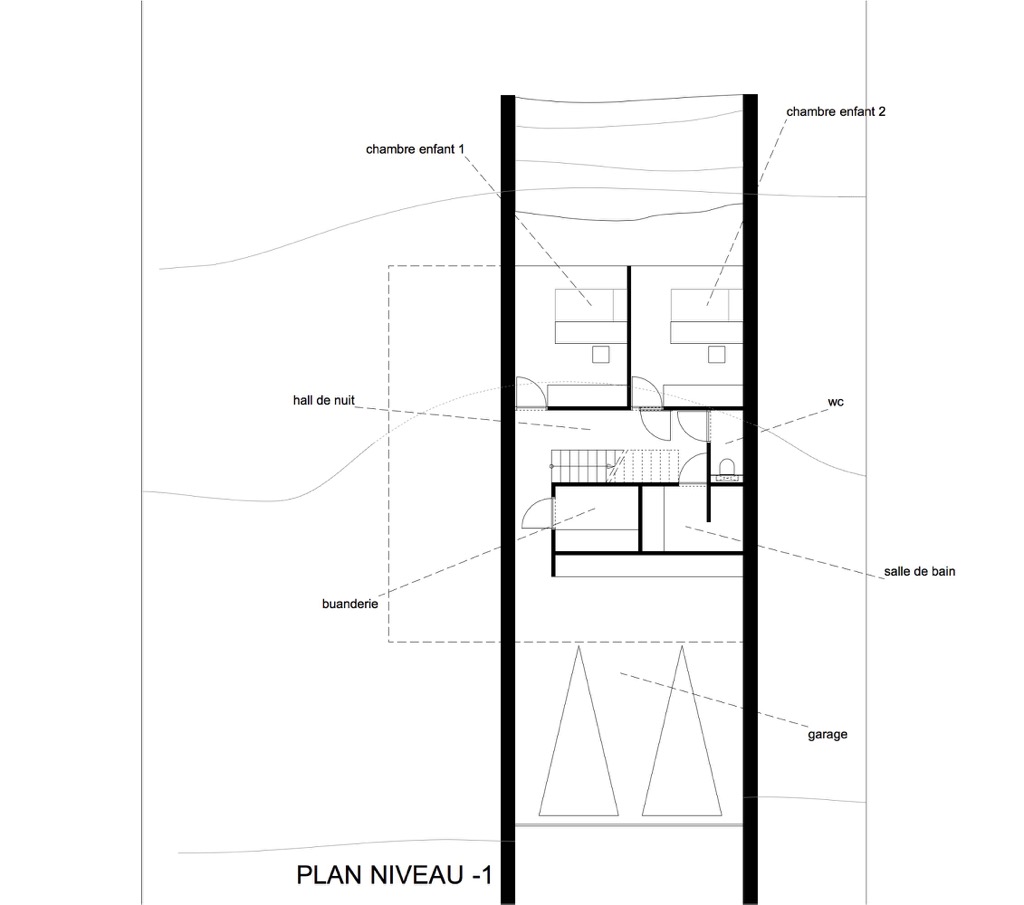 chambre enfant 2
chambre enfant 1
hall de nuit
wc
salle de bain
buanderie
garage
PLAN NIVEAU -1